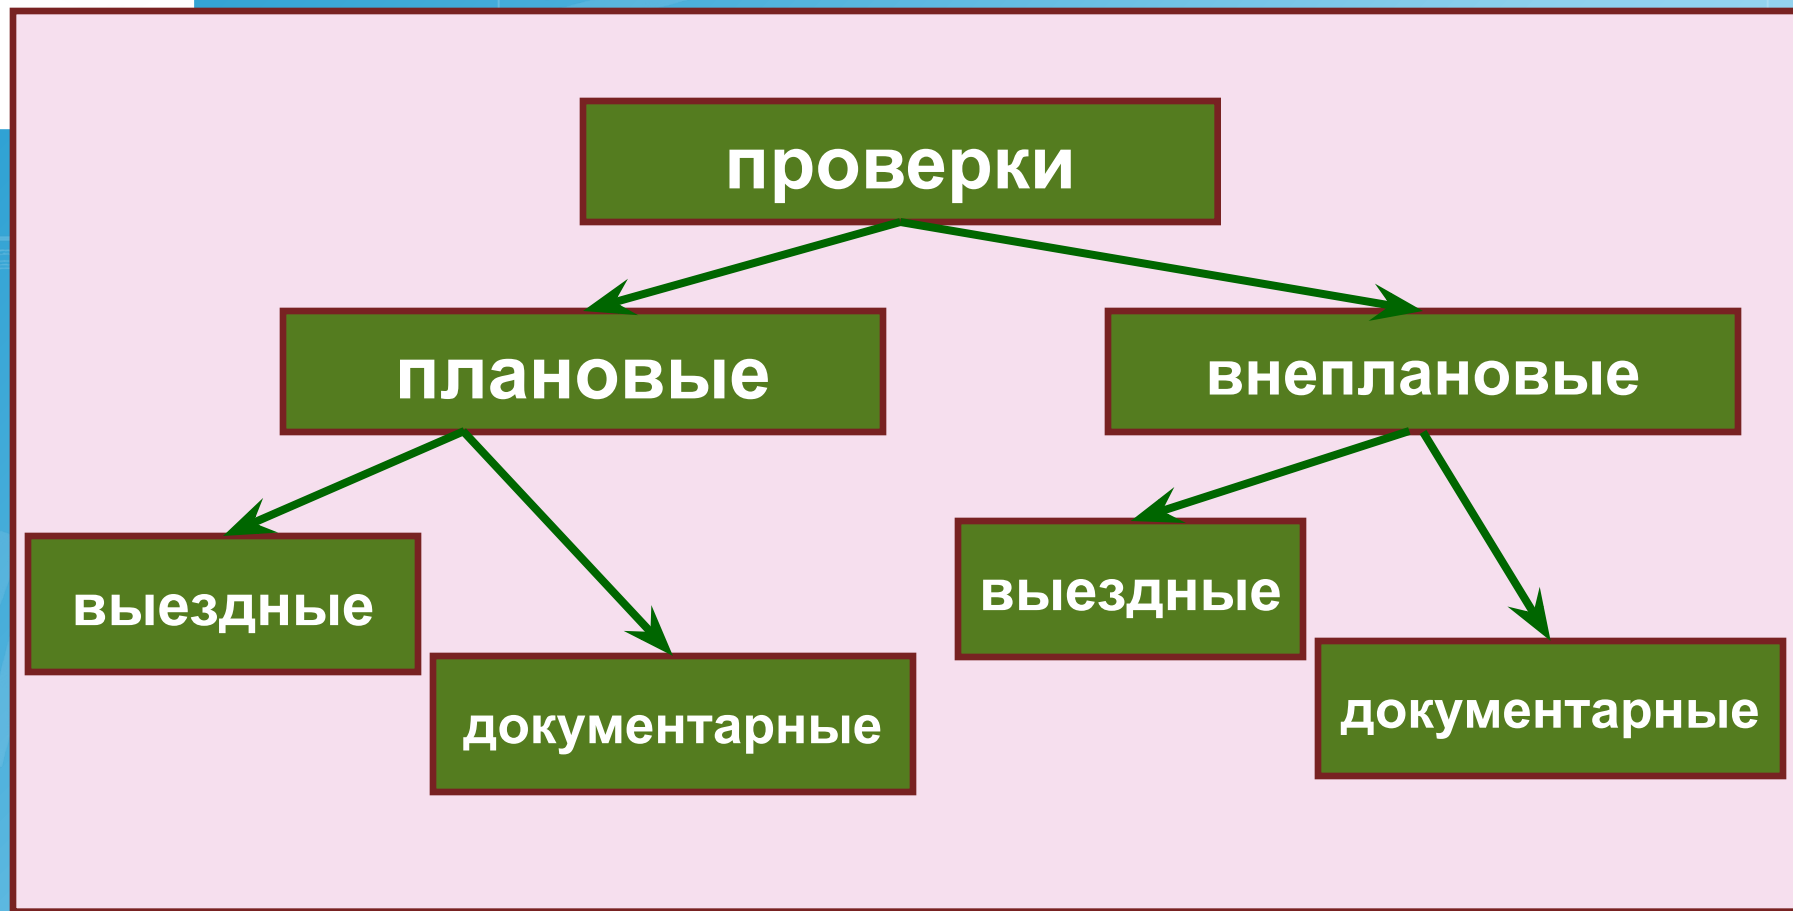 проверки
плановые
внеплановые
выездные
документарные
выездные
документарные